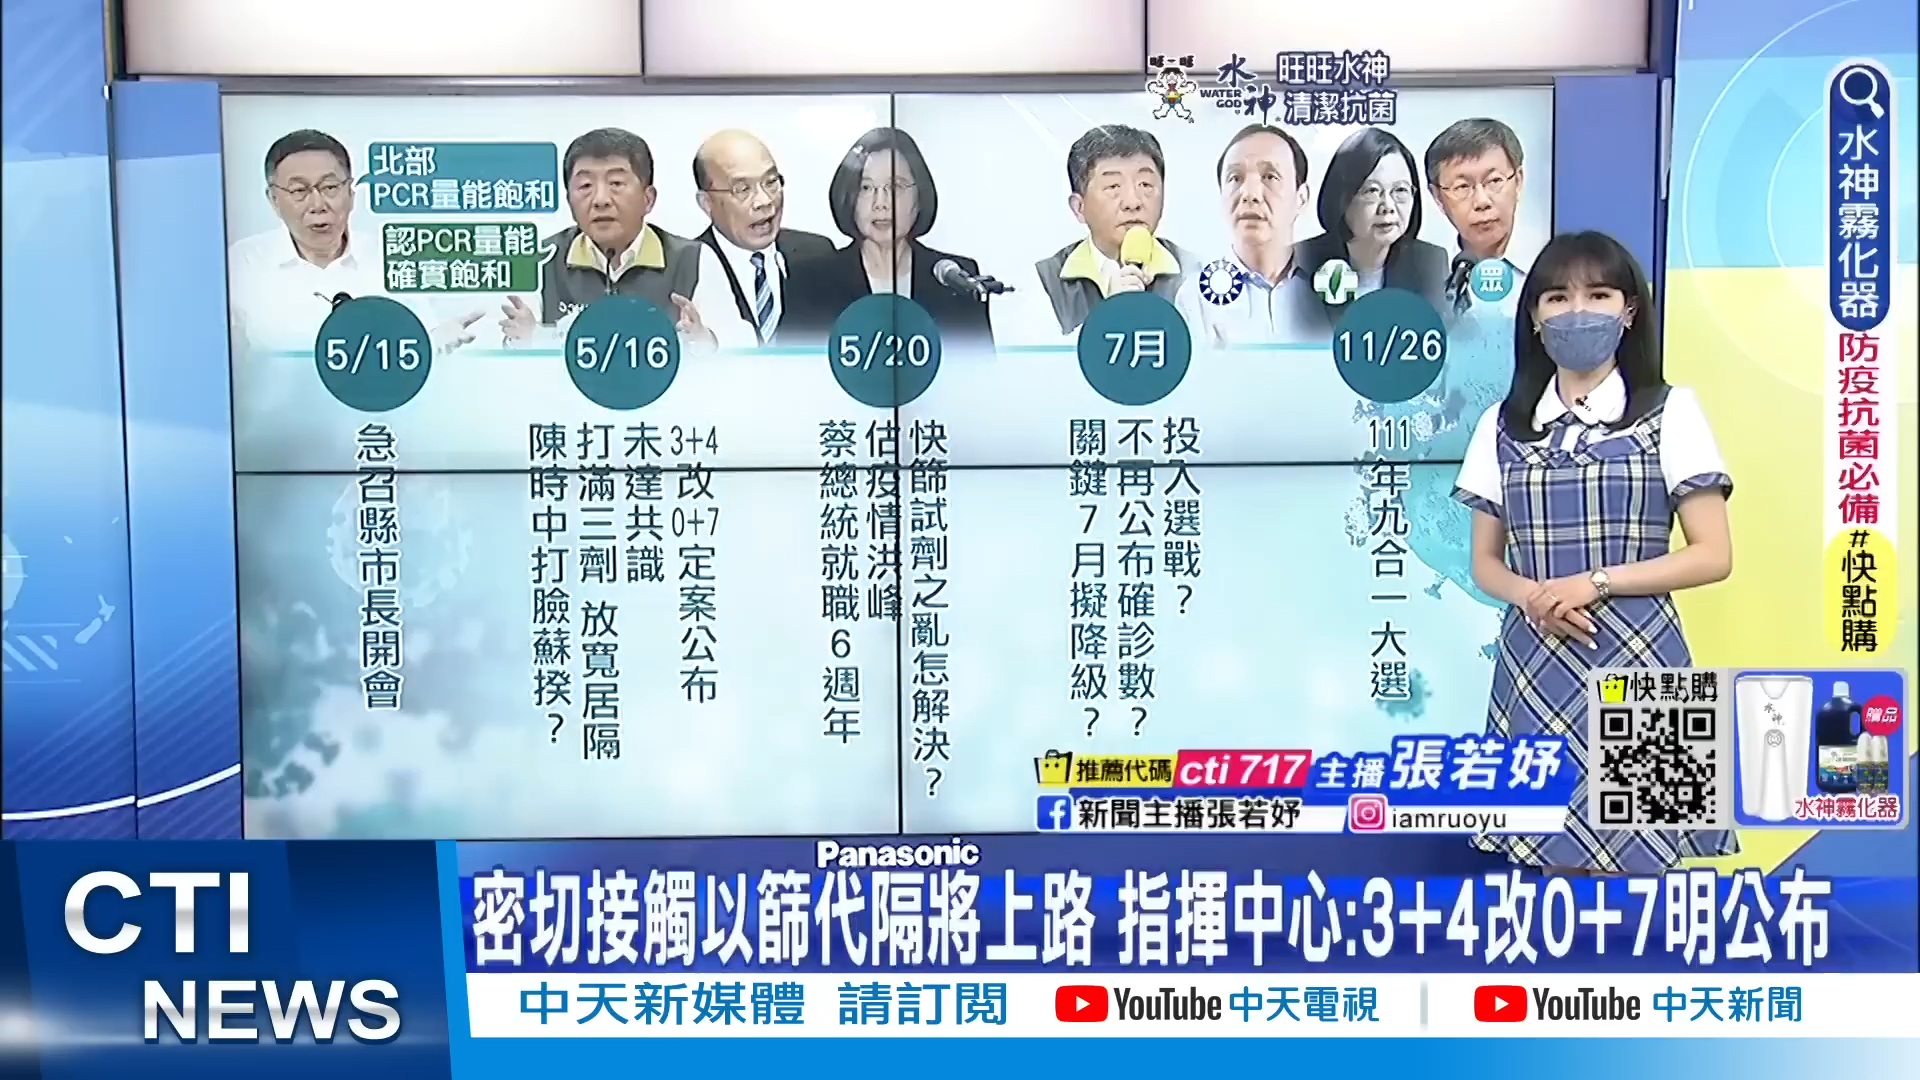 旺旺
水神
WATER GOD
旺旺水神
清潔抗菌
北部
PCR量能飽和
認PCR量能
確實飽和
5/15
5/16
5/20
7月
11/26
眾
急召縣市長開會
3+4改0+7定案公布
未達共識
打滿三劑 放寬居隔
陳時中打臉蘇揆？
快篩試劑之亂怎解決？
估疫情洪峰
蔡總統就職6週年
投入選戰？
不再公布確診數？
關鍵7月擬降級？
111年九合一大選
水神霧化器
防疫抗菌必備
#快點購
快點購
水神
贈品
水神霧化器
推薦代碼 cti 717 主播 張若妤
新聞主播張若妤 iamruoyu
Panasonic
CTI
NEWS
密切接觸以篩代隔將上路 指揮中心:3+4改0+7明公布
中天新媒體 請訂閱 YouTube 中天電視 YouTube 中天新聞